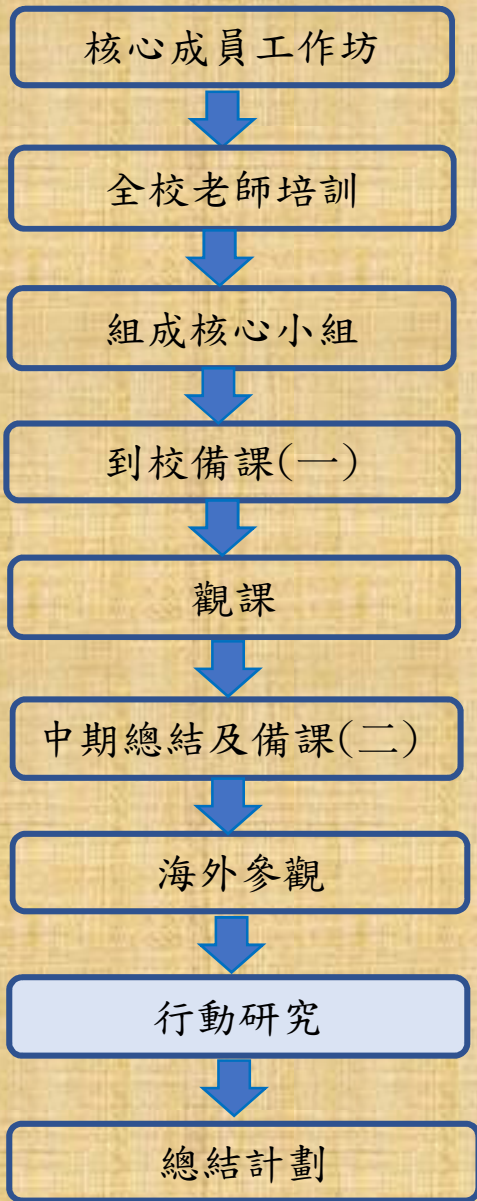 核心成員工作坊
全校老師培訓
組成核心小組
到校備課(一)
觀課
中期總結及備課(二)
海外參觀
行動研究
總結計劃